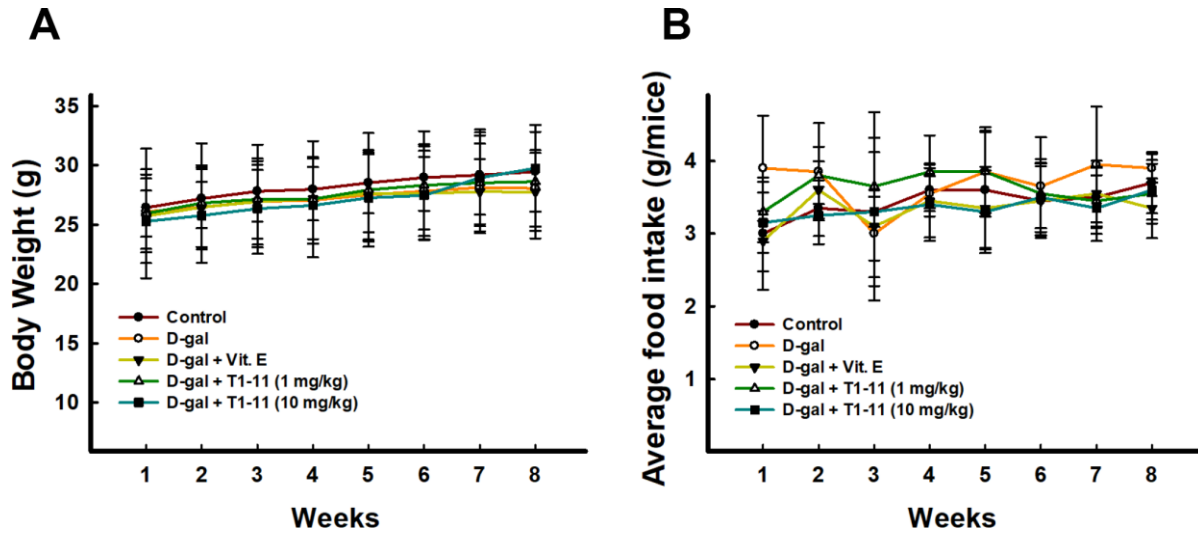 A
Body Weight (g)
35
30
25
20
15
10
Control
D-gal
D-gal + Vit. E
D-gal + T1-11 (1 mg/kg)
D-gal + T1-11 (10 mg/kg)
1 2 3 4 5 6 7 8
Weeks
B
Average food intake (g/mice)
4
3
2
1
Control
D-gal
D-gal + Vit. E
D-gal + T1-11 (1 mg/kg)
D-gal + T1-11 (10 mg/kg)
1 2 3 4 5 6 7 8
Weeks